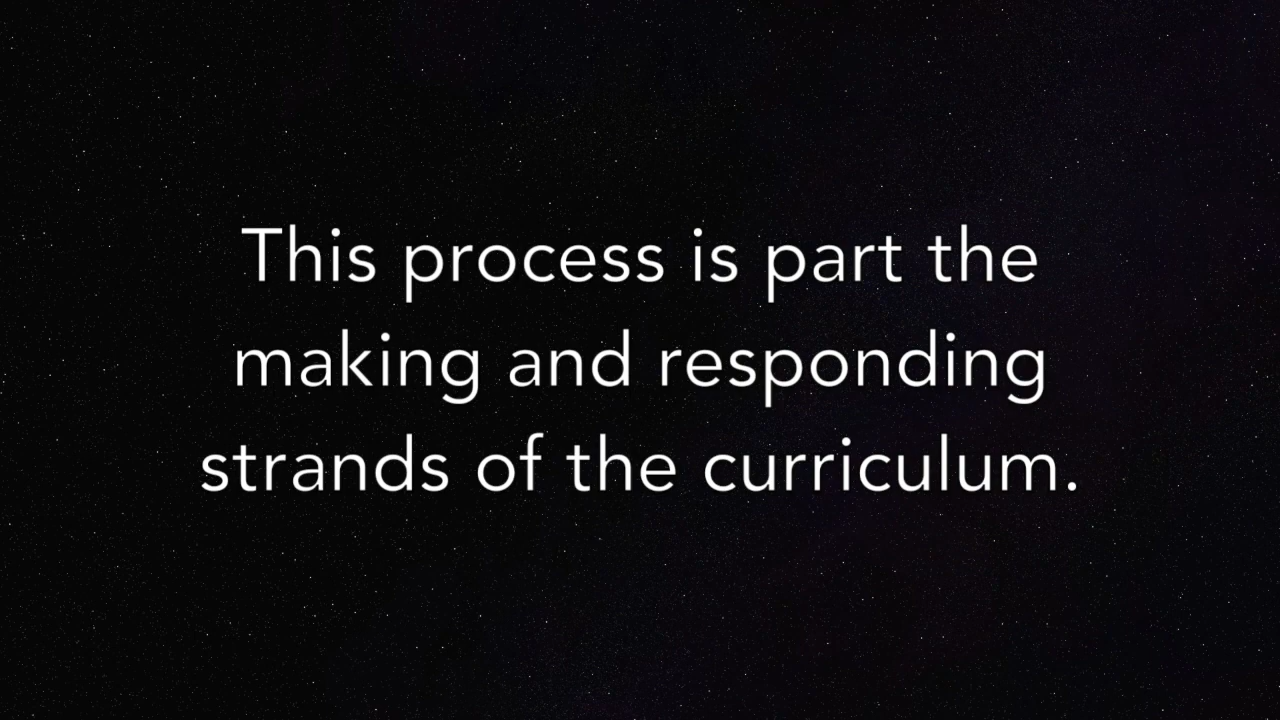 This process is part the
making and responding
strands of the curriculum.